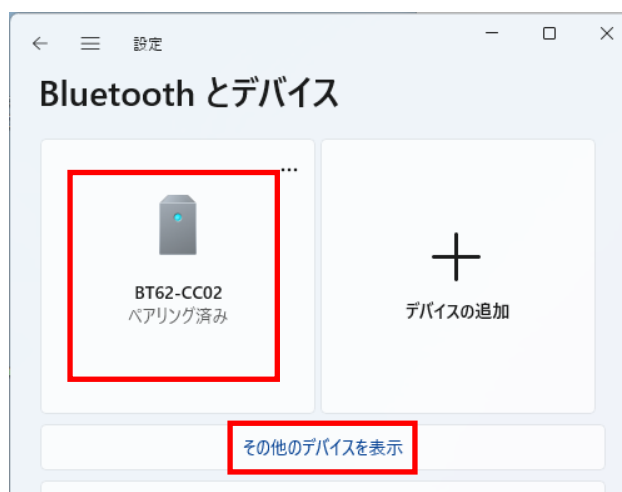 設定
Bluetooth とデバイス
BT62-CC02
ペアリング済み
デバイスの追加
その他のデバイスを表示